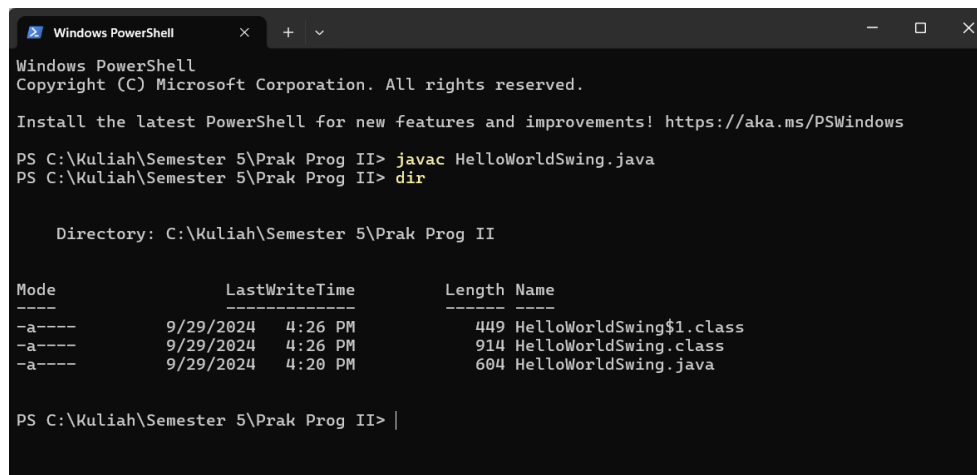 Windows PowerShell
Windows PowerShell
Copyright (C) Microsoft Corporation. All rights reserved.
Install the latest PowerShell for new features and improvements! https://aka.ms/PSWindows
PS C:\Kuliah\Semester 5\Prak Prog II> javac HelloWorldSwing.java
PS C:\Kuliah\Semester 5\Prak Prog II> dir
Directory: C:\Kuliah\Semester 5\Prak Prog II
Mode LastWriteTime Length Name
---- ------------- ------ ----
-a---- 9/29/2024 4:26 PM 449 HelloWorldSwing$1.class
-a---- 9/29/2024 4:26 PM 914 HelloWorldSwing.class
-a---- 9/29/2024 4:20 PM 604 HelloWorldSwing.java
PS C:\Kuliah\Semester 5\Prak Prog II>